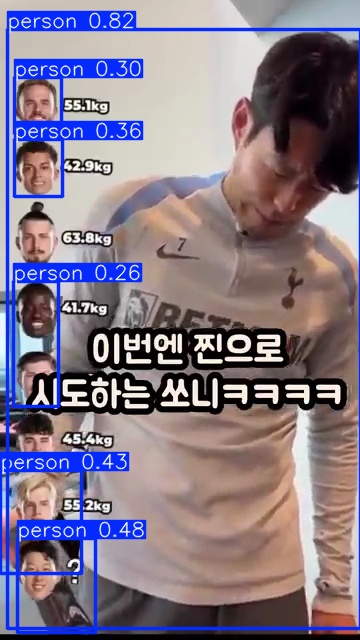 person 0.82
person 0.30
55.1kg
person 0.36
42.9kg
63.8kg
7
person 0.26
41.7kg
이번엔 찐으로
시도하는 쏘니ㅋㅋㅋㅋ
45.4kg
person 0.43
55.2kg
person 0.48
?